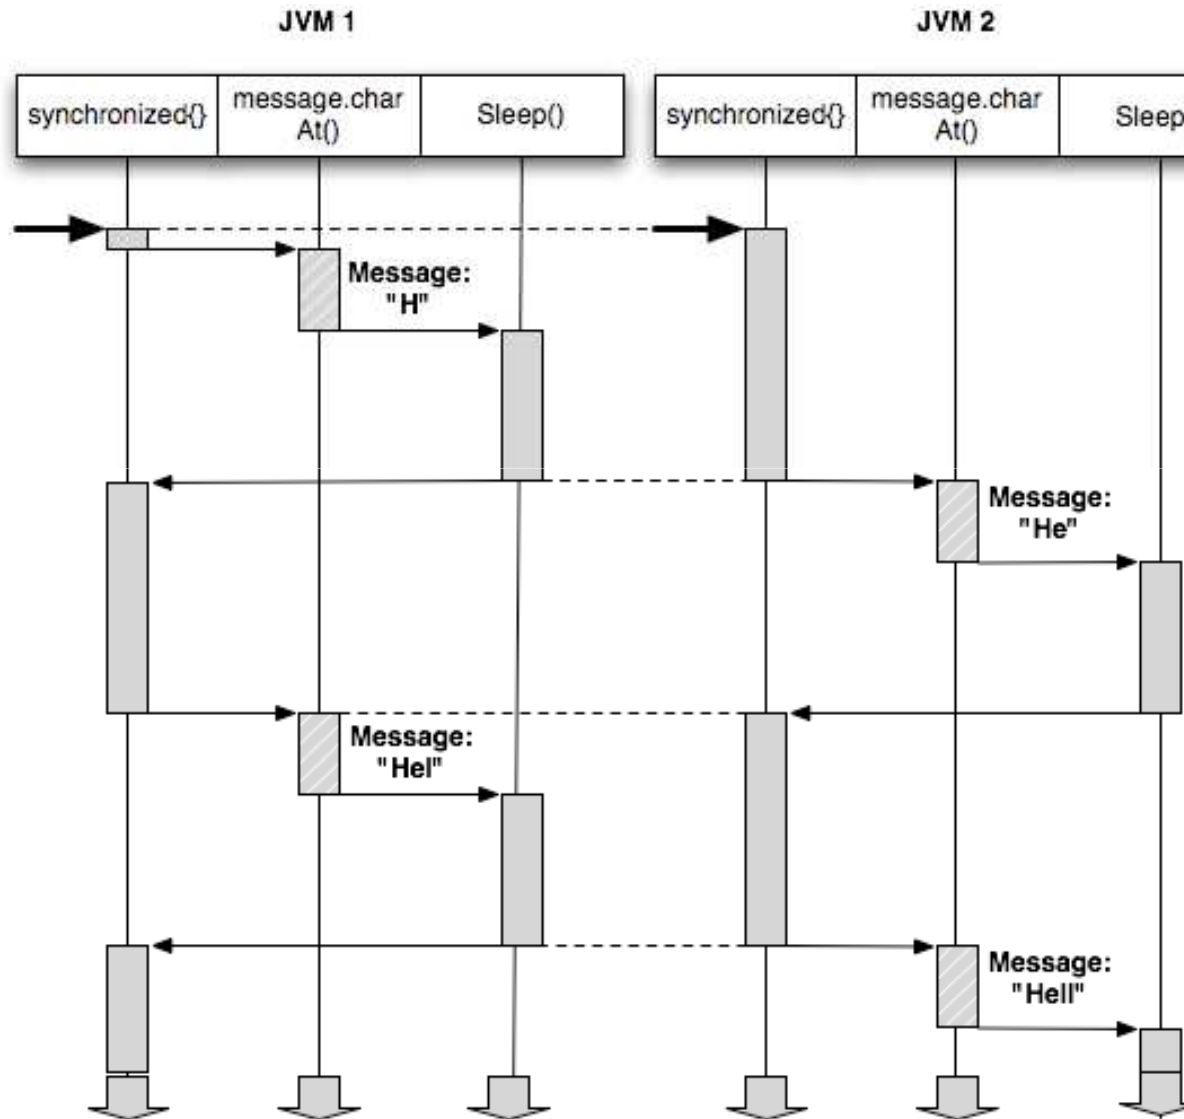 JVM 1
JVM 2
synchronized{}
message.char
At()
Sleep()
synchronized{}
message.char
At()
Sleep
Message:
"H"
Message:
"He"
Message:
"Hel"
Message:
"Hell"